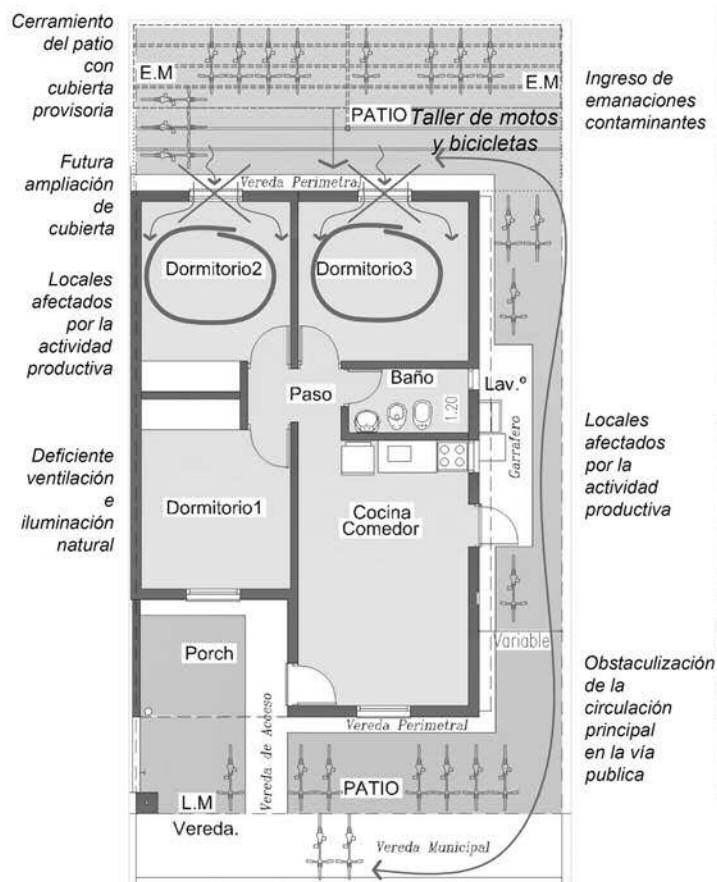 Cerramiento
del patio
con
cubierta
provisoria
E.M
E.M
PATIO
Taller de motos
y bicicletas
Ingreso de
emanaciones
contaminantes
Futura
ampliación
de
cubierta
Vereda Perimetral
Dormitorio2
Dormitorio3
Locales
afectados
por la
actividad
productiva
Paso
Baño
1.20
Lav.º
Garrafero
Deficiente
ventilación
e
iluminación
natural
Dormitorio1
Cocina
Comedor
Locales
afectados
por la
actividad
productiva
Porch
Variable
Vereda de Acceso
Vereda Perimetral
Obstaculización
de la
circulación
principal
en la vía
publica
L.M
PATIO
Vereda.
Vereda Municipal